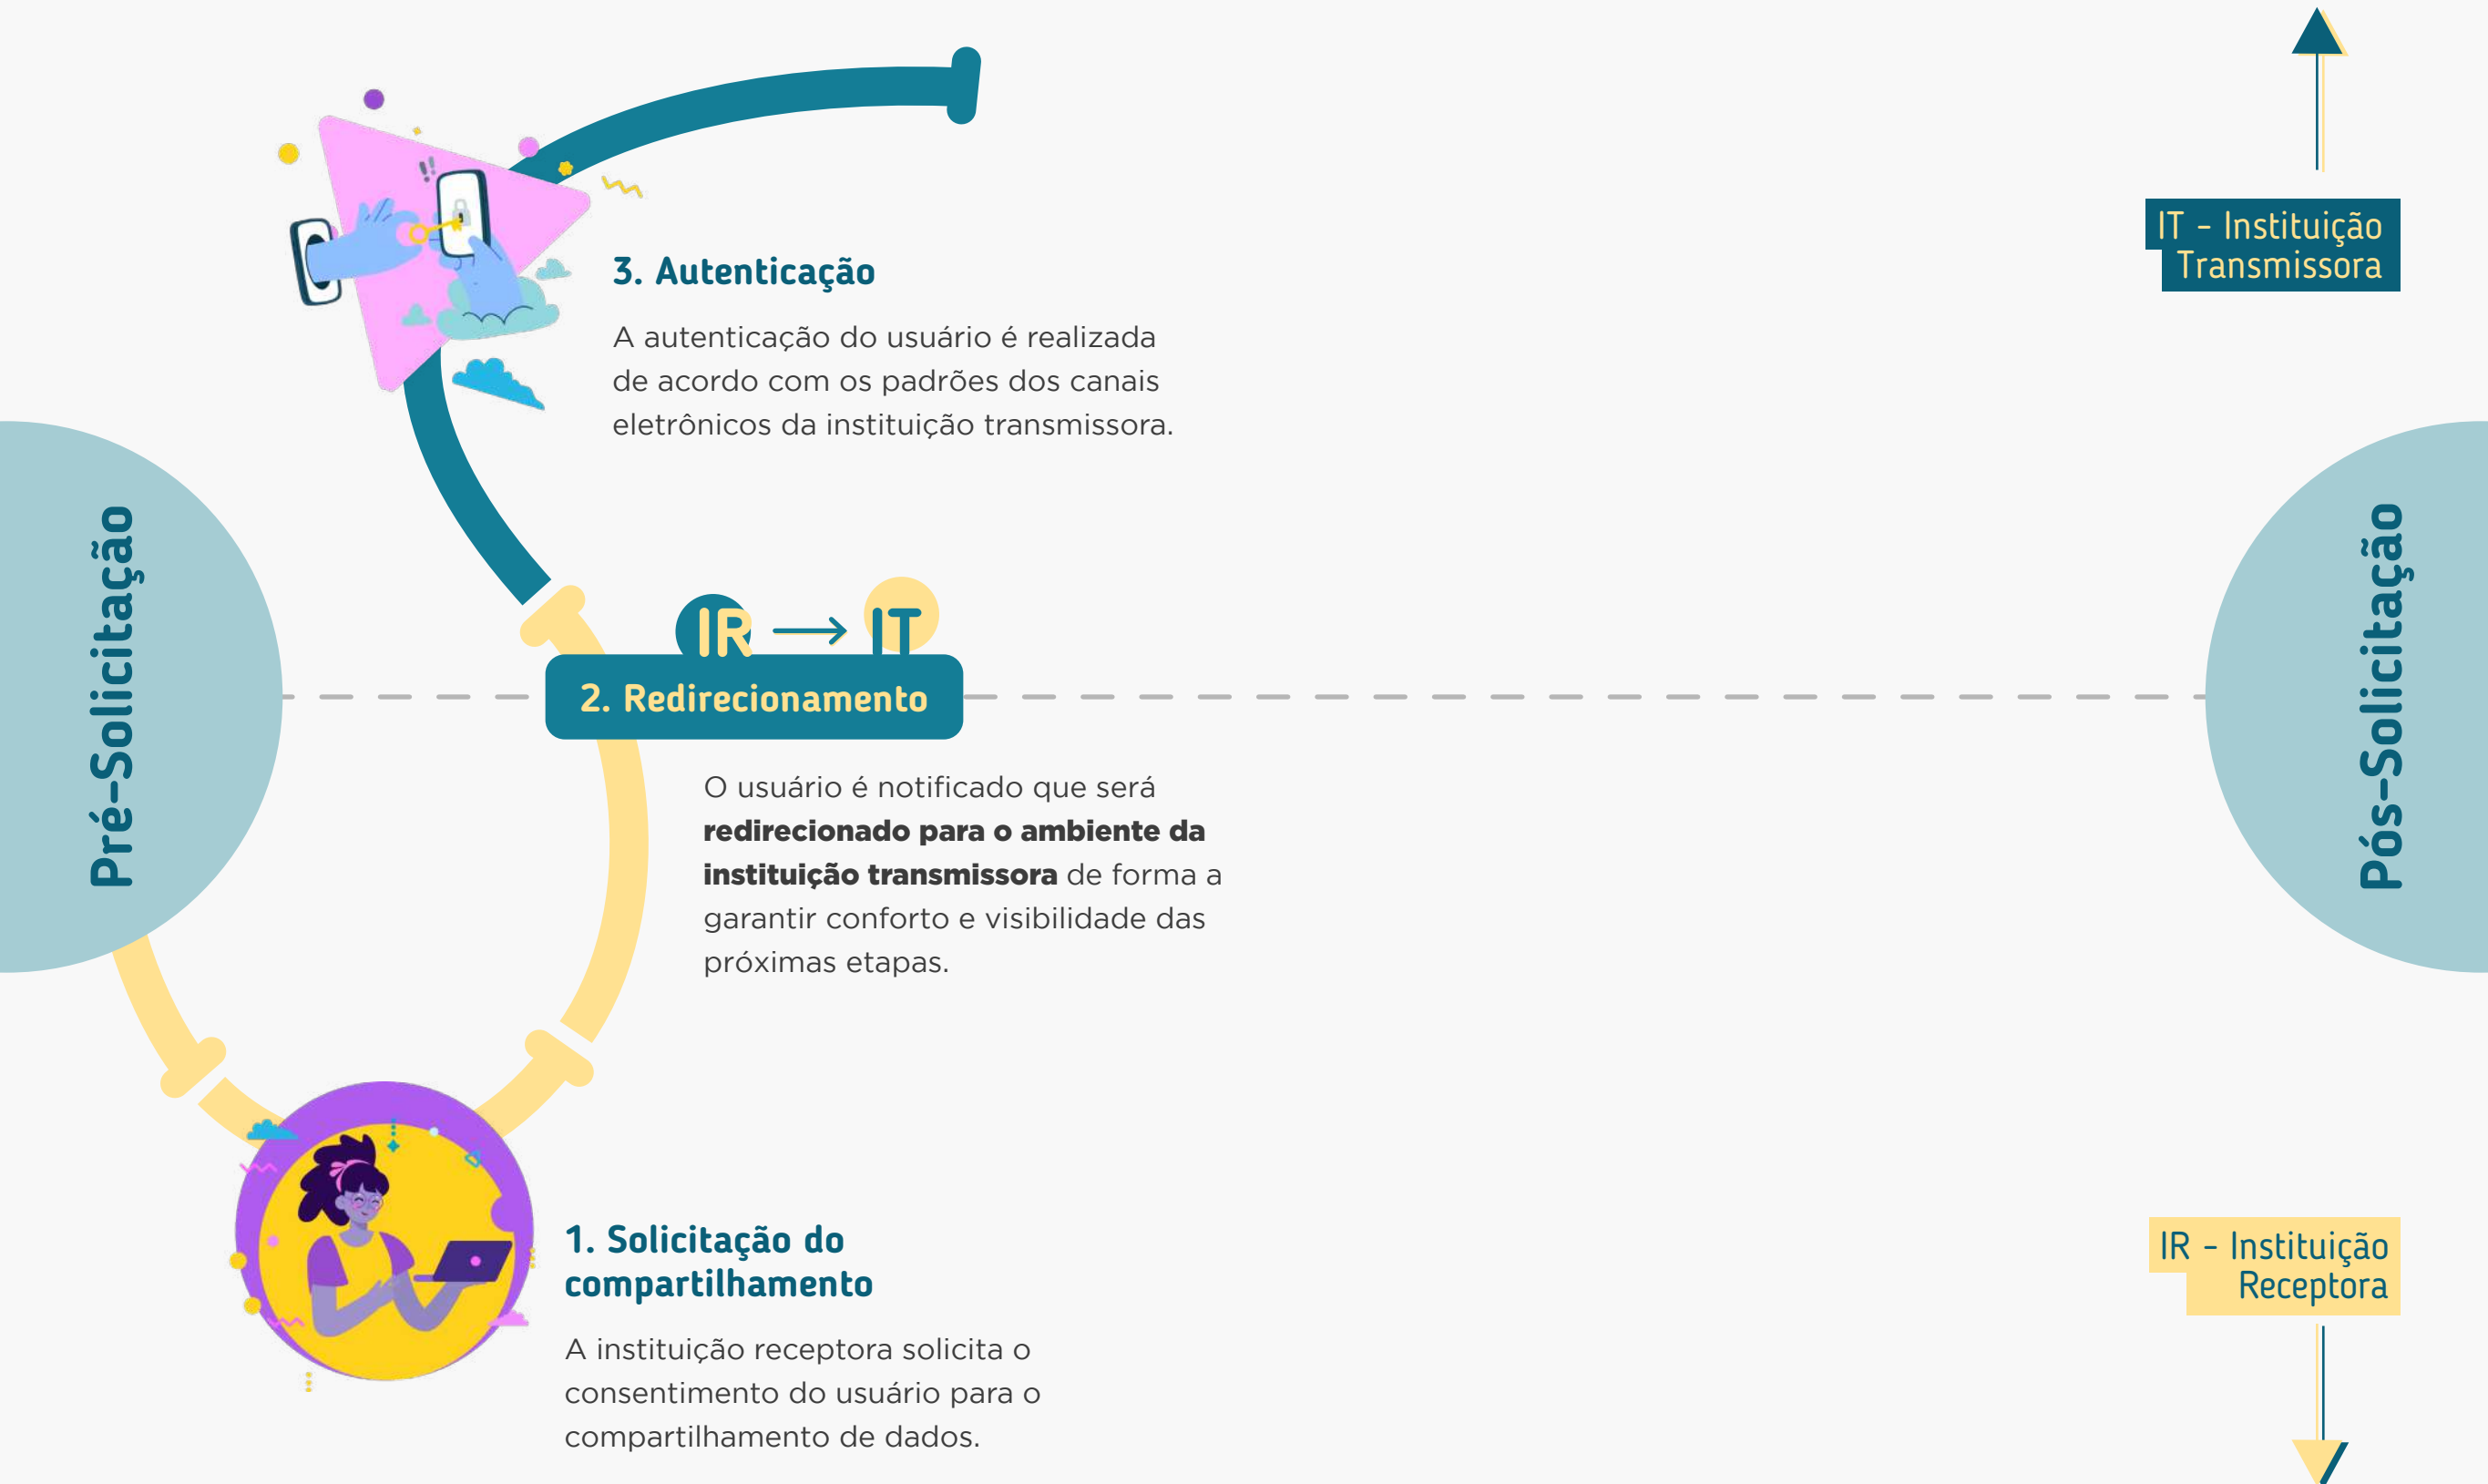 Pré-Solicitação
3. Autenticação
A autenticação do usuário é realizada
de acordo com os padrões dos canais
eletrônicos da instituição transmissora.
IR → IT
2. Redirecionamento
O usuário é notificado que será
redirecionado para o ambiente da
instituição transmissora de forma a
garantir conforto e visibilidade das
próximas etapas.
1. Solicitação do
compartilhamento
A instituição receptora solicita o
consentimento do usuário para o
compartilhamento de dados.
IT - Instituição
Transmissora
Pós-Solicitação
IR - Instituição
Receptora